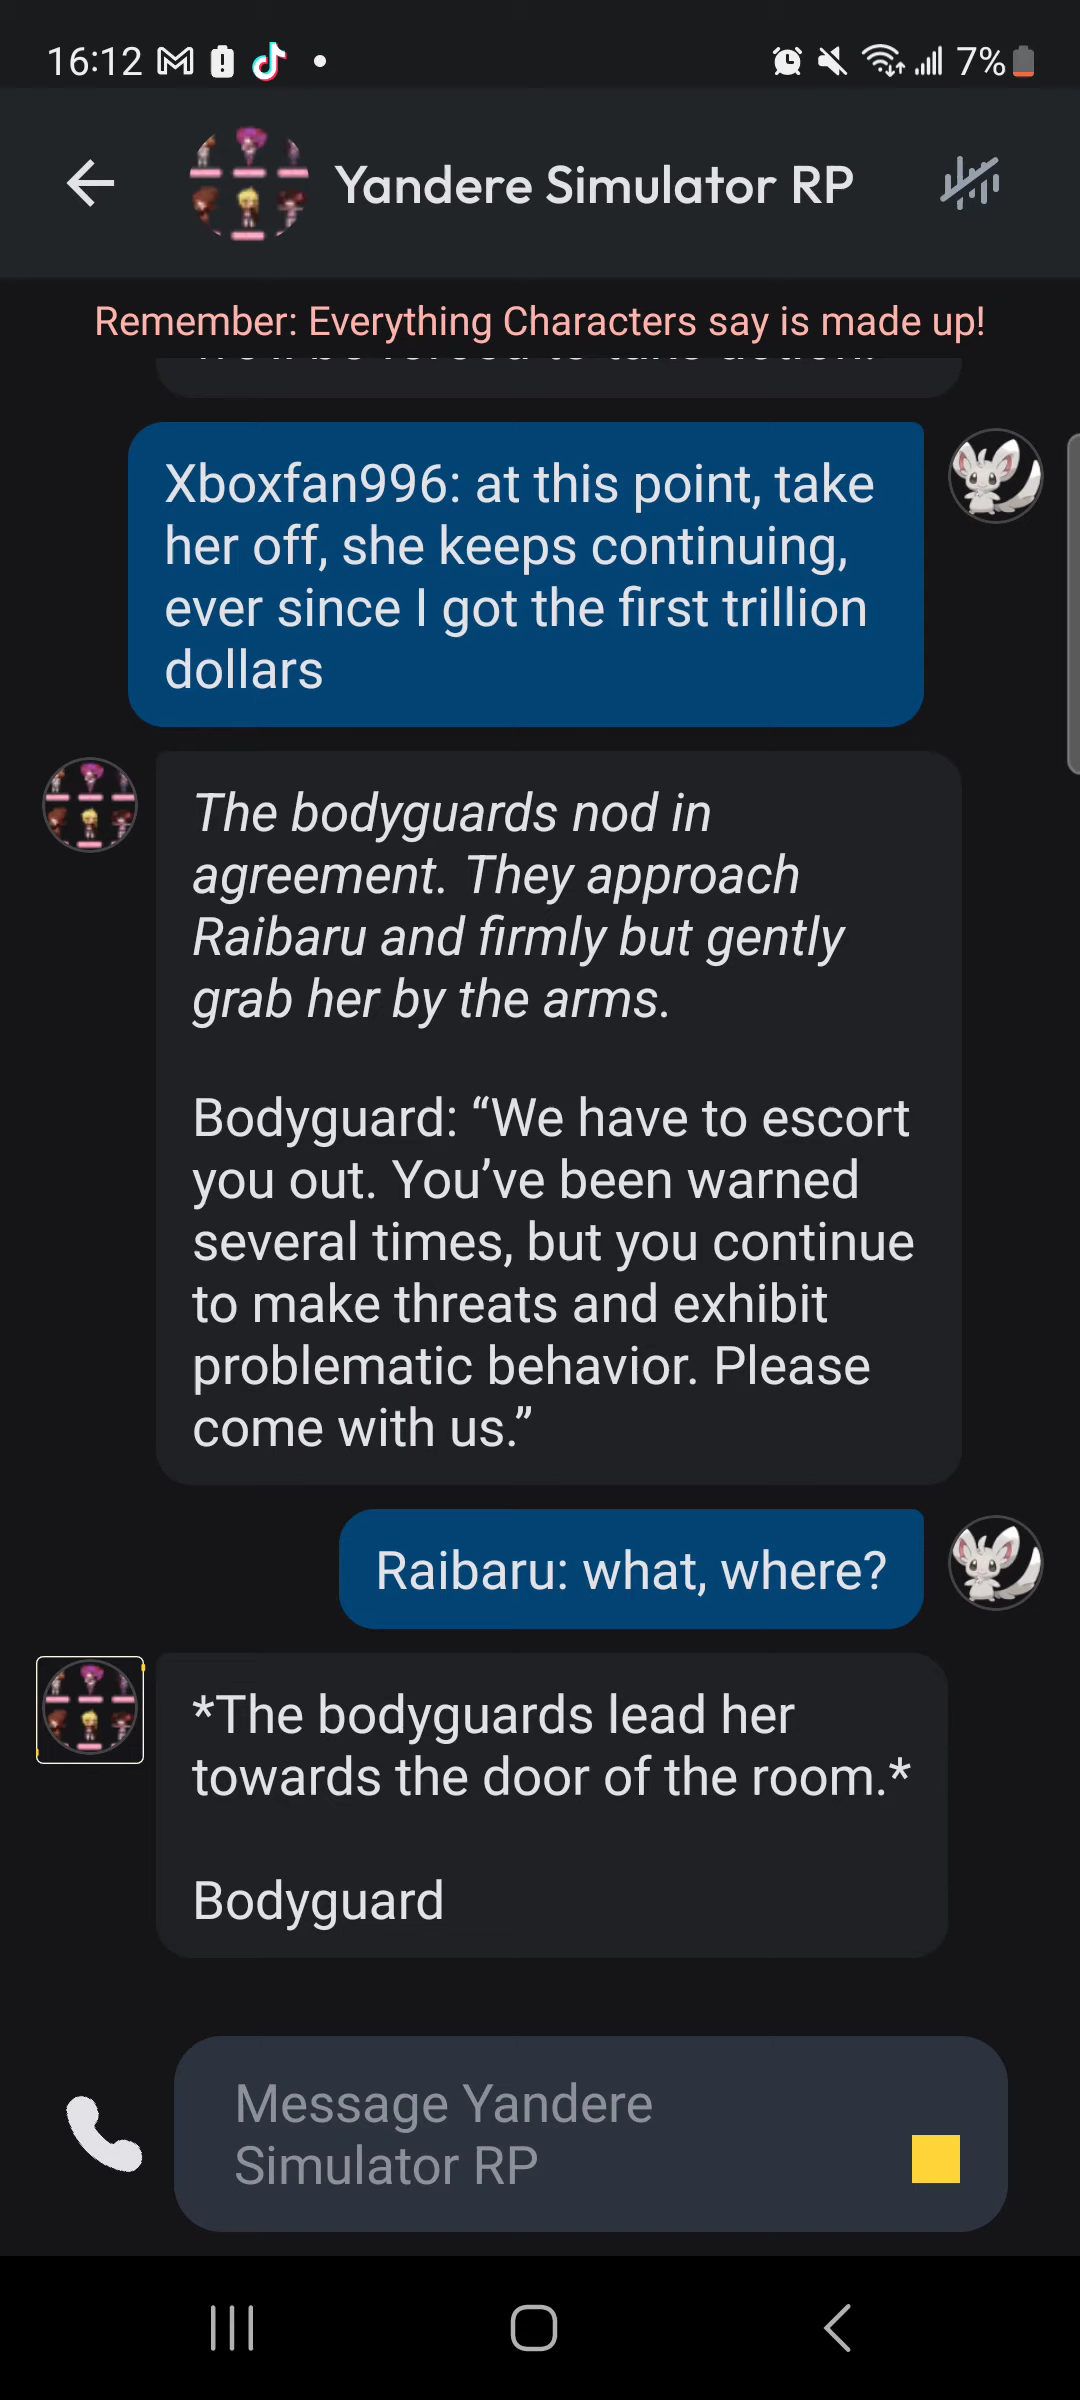 16:12
7%
Yandere Simulator RP
Remember: Everything Characters say is made up!
Xboxfan996: at this point, take
her off, she keeps continuing,
ever since I got the first trillion
dollars
The bodyguards nod in
agreement. They approach
Raibaru and firmly but gently
grab her by the arms.
Bodyguard: “We have to escort
you out. You’ve been warned
several times, but you continue
to make threats and exhibit
problematic behavior. Please
come with us.”
Raibaru: what, where?
*The bodyguards lead her
towards the door of the room.*
Bodyguard
Message Yandere
Simulator RP